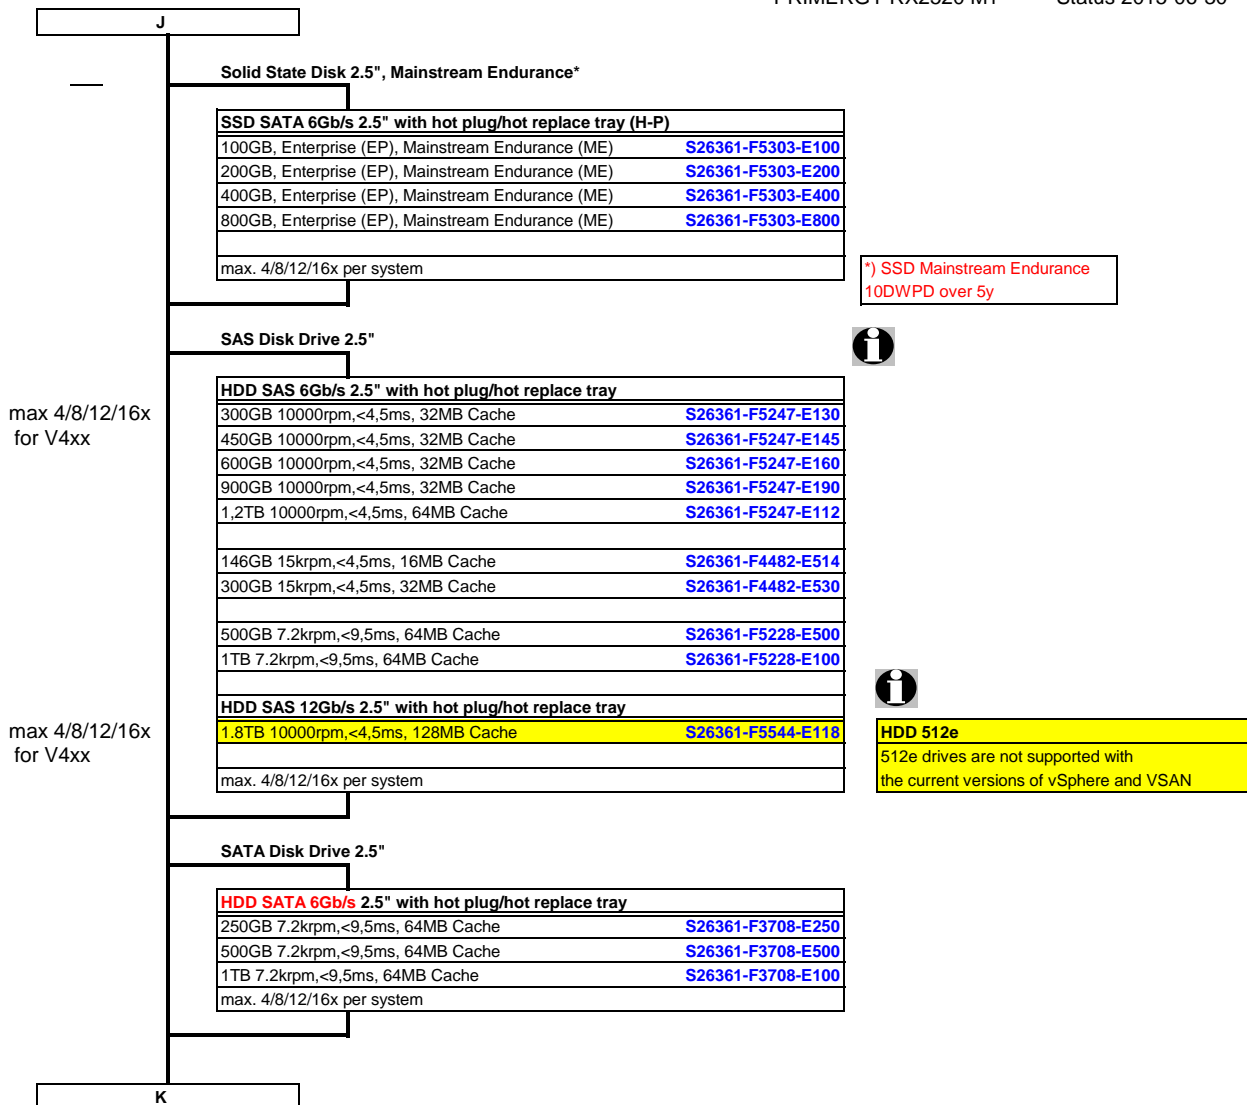 PRIMERGY RX2520 M1 Status 2015-06-30
J
Solid State Disk 2.5", Mainstream Endurance*
SSD SATA 6Gb/s 2.5" with hot plug/hot replace tray (H-P)
100GB, Enterprise (EP), Mainstream Endurance (ME) S26361-F5303-E100
200GB, Enterprise (EP), Mainstream Endurance (ME) S26361-F5303-E200
400GB, Enterprise (EP), Mainstream Endurance (ME) S26361-F5303-E400
800GB, Enterprise (EP), Mainstream Endurance (ME) S26361-F5303-E800
max. 4/8/12/16x per system
*) SSD Mainstream Endurance
10DWPD over 5y
SAS Disk Drive 2.5"
HDD SAS 6Gb/s 2.5" with hot plug/hot replace tray
max 4/8/12/16x
for V4xx
300GB 10000rpm,<4,5ms, 32MB Cache S26361-F5247-E130
450GB 10000rpm,<4,5ms, 32MB Cache S26361-F5247-E145
600GB 10000rpm,<4,5ms, 32MB Cache S26361-F5247-E160
900GB 10000rpm,<4,5ms, 32MB Cache S26361-F5247-E190
1,2TB 10000rpm,<4,5ms, 64MB Cache S26361-F5247-E112
146GB 15krpm,<4,5ms, 16MB Cache S26361-F4482-E514
300GB 15krpm,<4,5ms, 32MB Cache S26361-F4482-E530
500GB 7.2krpm,<9,5ms, 64MB Cache S26361-F5228-E500
1TB 7.2krpm,<9,5ms, 64MB Cache S26361-F5228-E100
HDD SAS 12Gb/s 2.5" with hot plug/hot replace tray
max 4/8/12/16x
for V4xx
1.8TB 10000rpm,<4,5ms, 128MB Cache S26361-F5544-E118
max. 4/8/12/16x per system
HDD 512e
512e drives are not supported with
the current versions of vSphere and VSAN
SATA Disk Drive 2.5"
HDD SATA 6Gb/s 2.5" with hot plug/hot replace tray
250GB 7.2krpm,<9,5ms, 64MB Cache S26361-F3708-E250
500GB 7.2krpm,<9,5ms, 64MB Cache S26361-F3708-E500
1TB 7.2krpm,<9,5ms, 64MB Cache S26361-F3708-E100
max. 4/8/12/16x per system
K